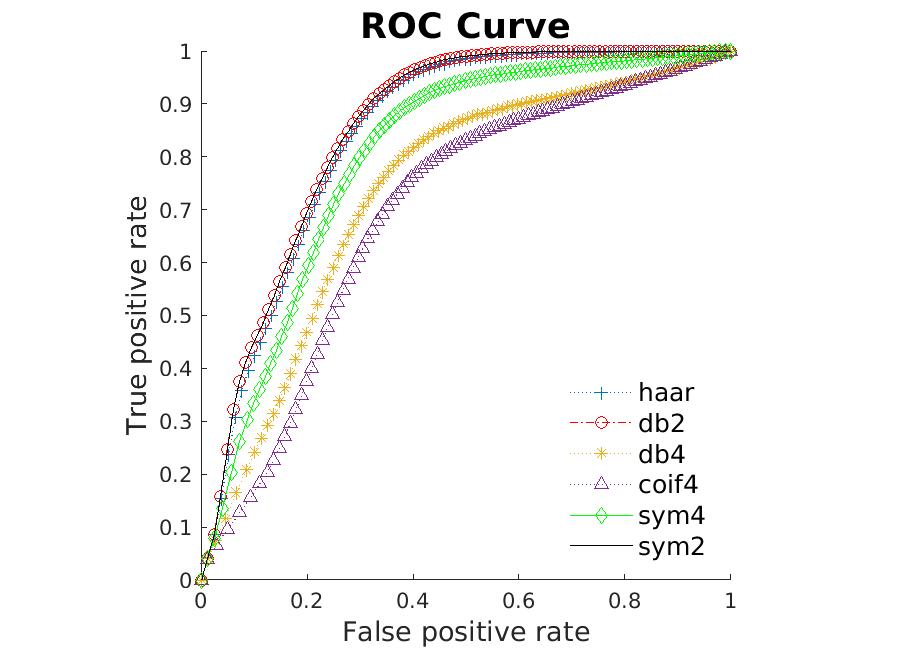 ROC Curve
1
0.9
0.8
0.7
0.6
0.5
0.4
0.3
0.2
0.1
0
True positive rate
haar
db2
db4
coif4
sym4
sym2
0 0.2 0.4 0.6 0.8 1
False positive rate